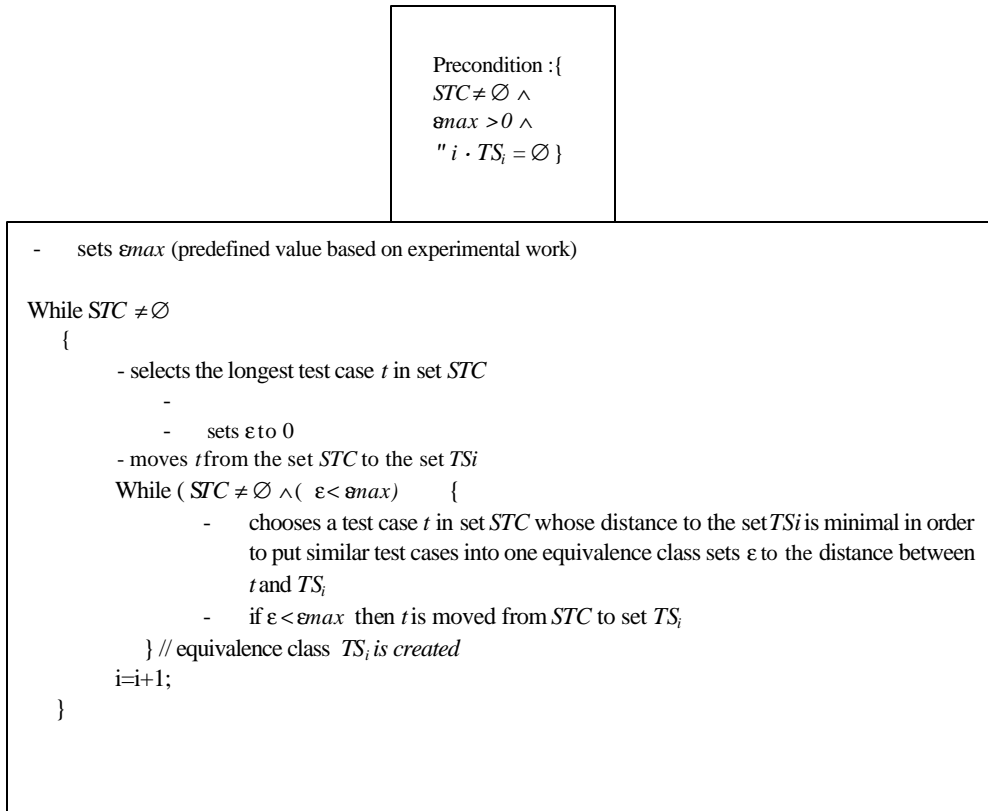 Precondition :{
STC ≠ ∅ ∧
εmax >0 ∧
" i · TSi = ∅ }
- sets εmax (predefined value based on experimental work)
While STC ≠ ∅
{
- selects the longest test case t in set STC
-
- sets ε to 0
- moves t from the set STC to the set TSi
While ( STC ≠ ∅ ∧( ε< εmax) {
- chooses a test case t in set STC whose distance to the set TSi is minimal in order
to put similar test cases into one equivalence class sets ε to the distance between
t and TSi
- if ε < εmax then t is moved from STC to set TSi
} // equivalence class TSi is created
i=i+1;
}